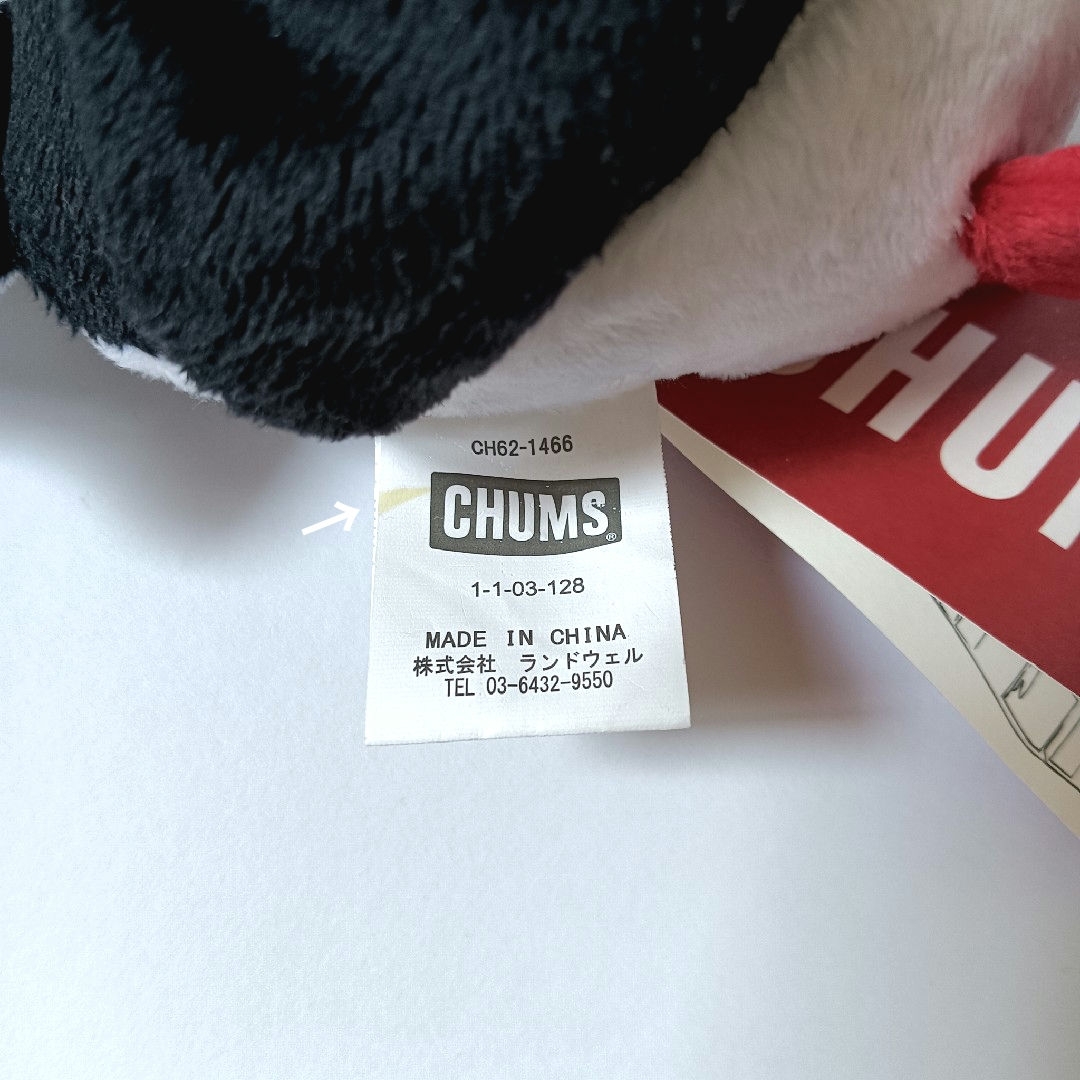 CH62-1466
CHUMS®
1-1-03-128
MADE IN CHINA
株式会社 ランドウェル
TEL 03-6432-9550
CHU